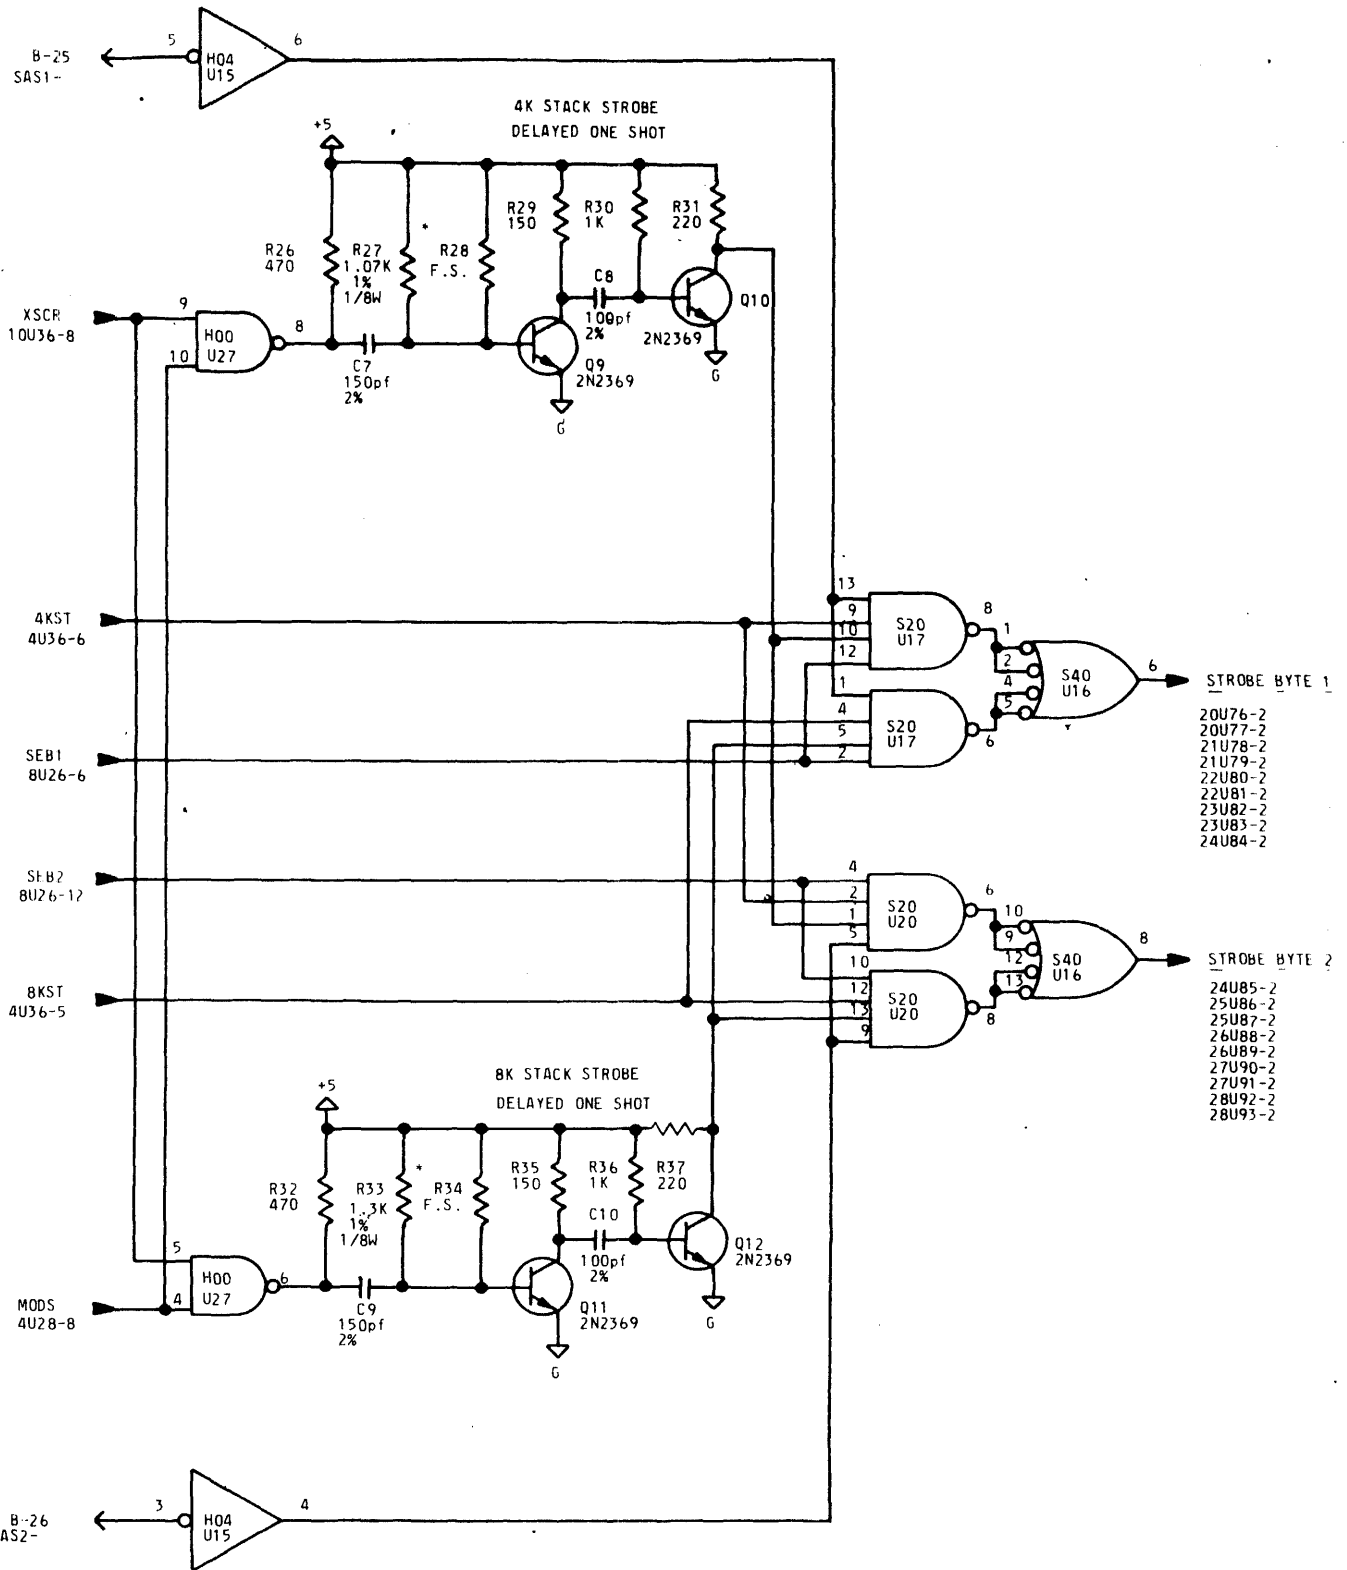 5
6
B-25
SAS1-
H04
U15
4K STACK STROBE
DELAYED ONE SHOT
+5
R26
470
R27
1.07K
1%
1/8W
*
R28
F.S.
R29
150
R30
1K
R31
220
C8
100pf
2%
Q10
2N2369
G
XSCR
10U36-8
9
10
H00
U27
8
C7
150pf
2%
Q9
2N2369
G
4KST
4U36-6
13
9
10
12
S20
U17
8
1
2
4
5
S40
U16
6
STROBE BYTE 1
1
4
5
2
S20
U17
6
20U76-2
20U77-2
21U78-2
21U79-2
22U80-2
22U81-2
23U82-2
23U83-2
24U84-2
SEB1
8U26-6
SEB2
8U26-12
4
2
1
5
S20
U20
6
10
9
12
13
S40
U16
8
STROBE BYTE 2
10
12
13
9
S20
U20
8
24U85-2
25U86-2
25U87-2
26U88-2
26U89-2
27U90-2
27U91-2
28U92-2
28U93-2
8KST
4U36-5
8K STACK STROBE
DELAYED ONE SHOT
+5
R32
470
R33
1.3K
1%
1/8W
*
R34
F.S.
R35
150
R36
1K
R37
220
C10
100pf
2%
Q12
2N2369
G
5
4
H00
U27
6
C9
150pf
2%
Q11
2N2369
G
MODS
4U28-8
3
4
B-26
AS2-
H04
U15